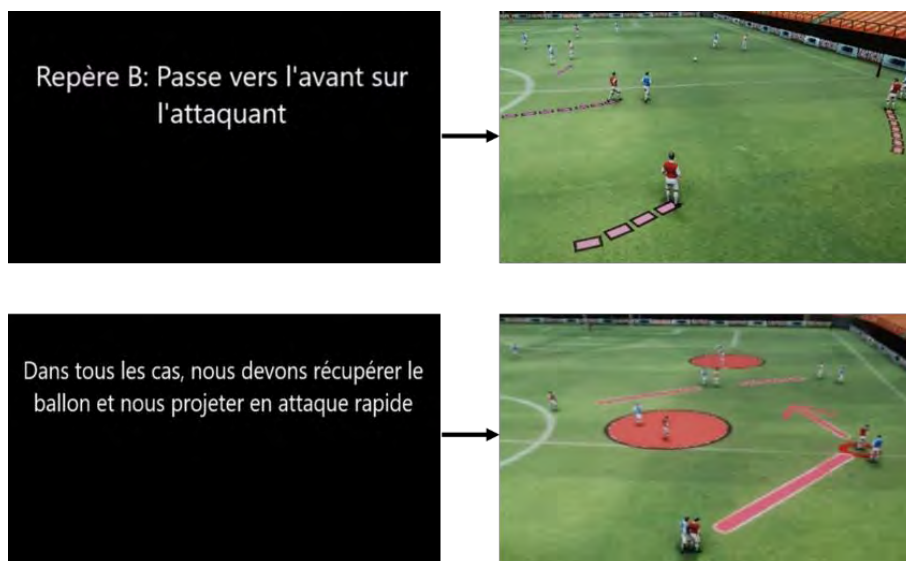 Repère B: Passe vers l'avant sur
l'attaquant
Dans tous les cas, nous devons récupérer le
ballon et nous projeter en attaque rapide